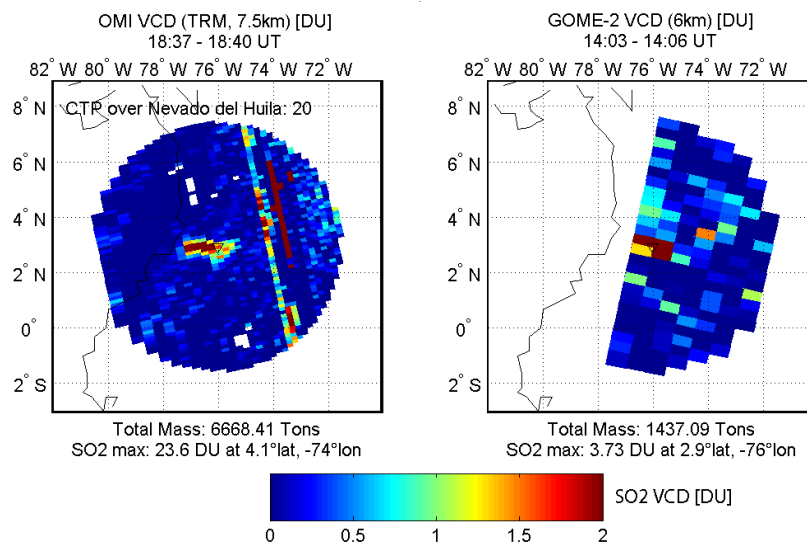 OMI VCD (TRM, 7.5km) [DU]
18:37 - 18:40 UT
82° W 80° W 78° W 76° W 74° W 72° W
8° N
6° N
4° N
2° N
0°
2° S
CTP over Nevado del Huila: 20
Total Mass: 6668.41 Tons
SO2 max: 23.6 DU at 4.1°lat, -74°lon
GOME-2 VCD (6km) [DU]
14:03 - 14:06 UT
82° W 80° W 78° W 76° W 74° W 72° W
8° N
6° N
4° N
2° N
0°
2° S
Total Mass: 1437.09 Tons
SO2 max: 3.73 DU at 2.9°lat, -76°lon
SO2 VCD [DU]
0 0.5 1 1.5 2